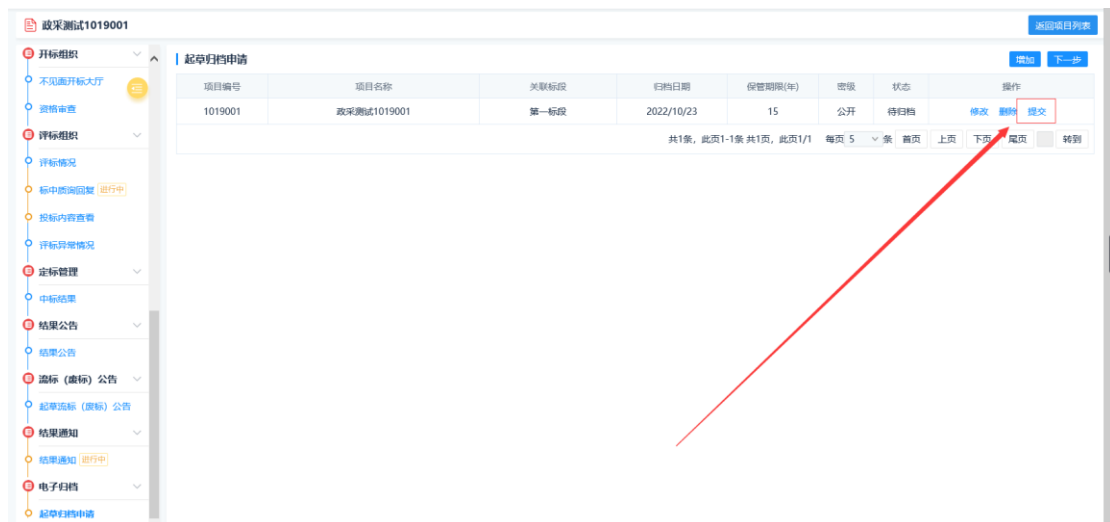 政采测试1019001
返回项目列表
开标组织
不见面开标大厅
资格审查
评标组织
评标情况
标中质询回复 进行中
投标内容查看
评标异常情况
定标管理
中标结果
结果公告
结果公告
流标（废标）公告
起草流标（废标）公告
结果通知
结果通知 进行中
电子归档
起草归档申请
起草归档申请
增加 下一步
项目编号 项目名称 关联标段 归档日期 保管期限(年) 密级 状态 操作
1019001 政采测试1019001 第一标段 2022/10/23 15 公开 待归档 修改 删除 提交
共1条，此页1-1条 共1页，此页1/1 每页 5 条 首页 上页 下页 尾页 转到